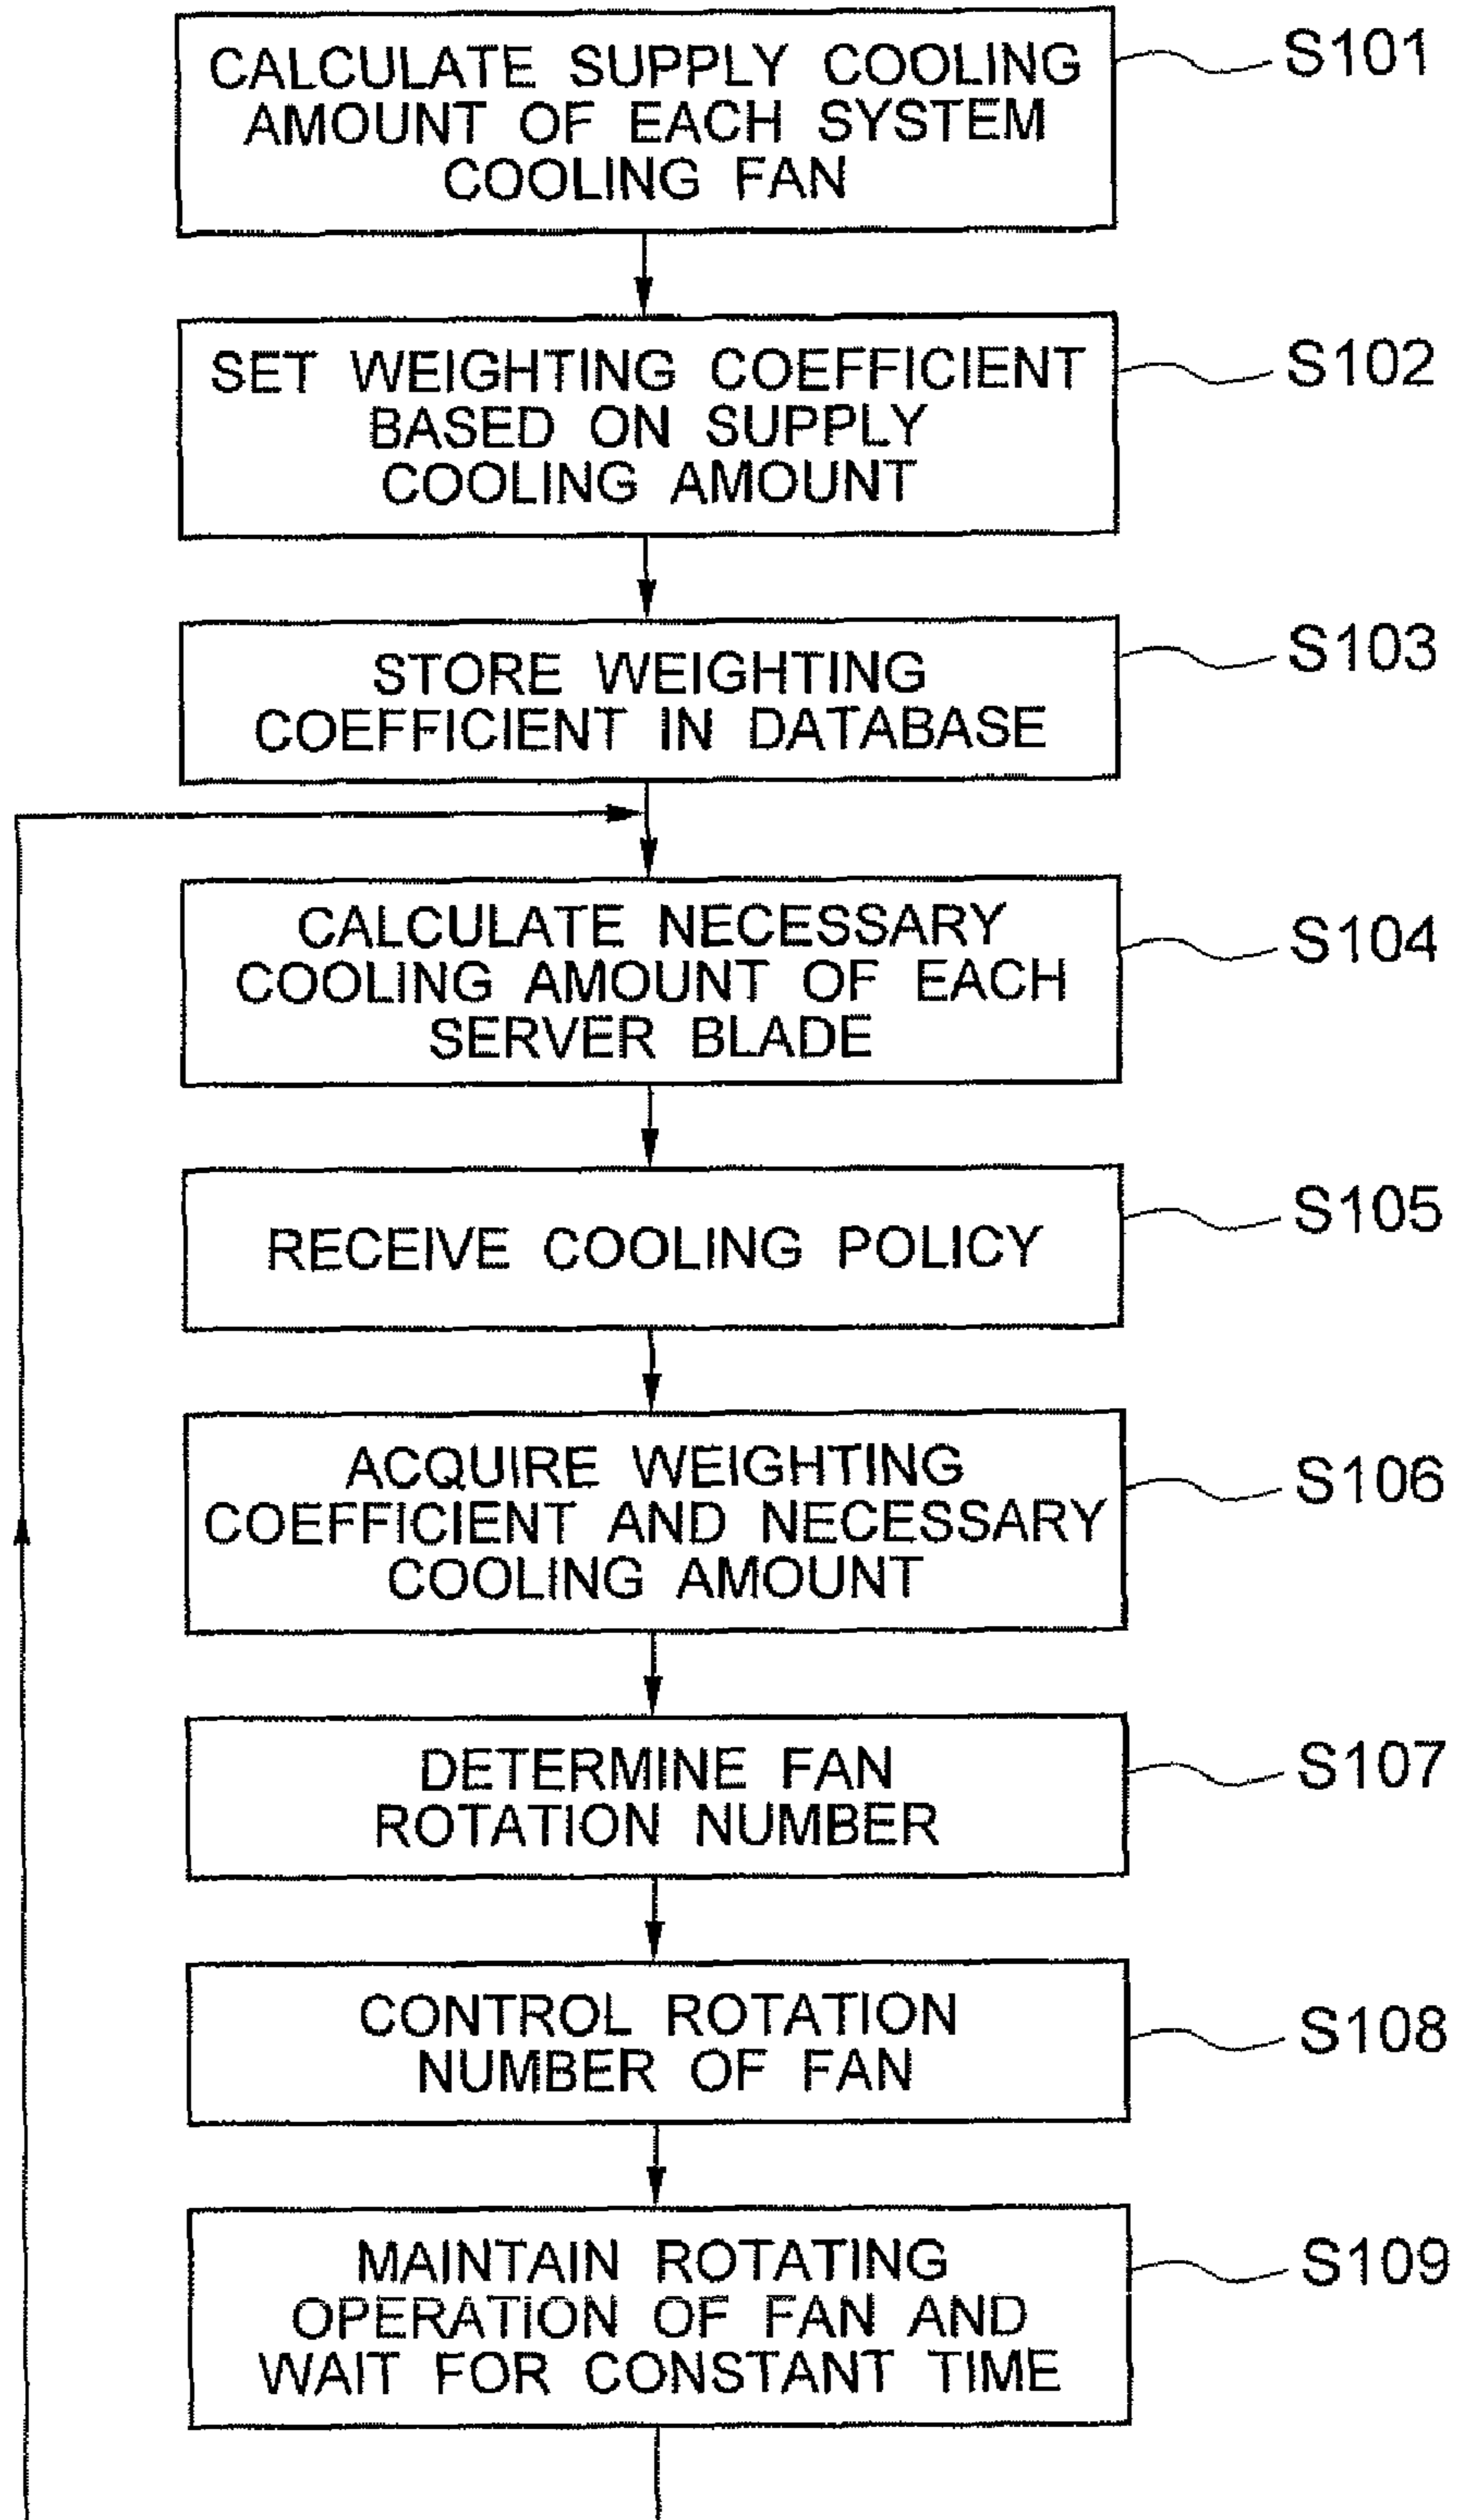 CALCULATE SUPPLY COOLING
AMOUNT OF EACH SYSTEM
COOLING FAN
S101
SET WEIGHTING COEFFICIENT
BASED ON SUPPLY
COOLING AMOUNT
S102
STORE WEIGHTING
COEFFICIENT IN DATABASE
S103
CALCULATE NECESSARY
COOLING AMOUNT OF EACH
SERVER BLADE
S104
RECEIVE COOLING POLICY
S105
ACQUIRE WEIGHTING
COEFFICIENT AND NECESSARY
COOLING AMOUNT
S106
DETERMINE FAN
ROTATION NUMBER
S107
CONTROL ROTATION
NUMBER OF FAN
S108
MAINTAIN ROTATING
OPERATION OF FAN AND
WAIT FOR CONSTANT TIME
S109